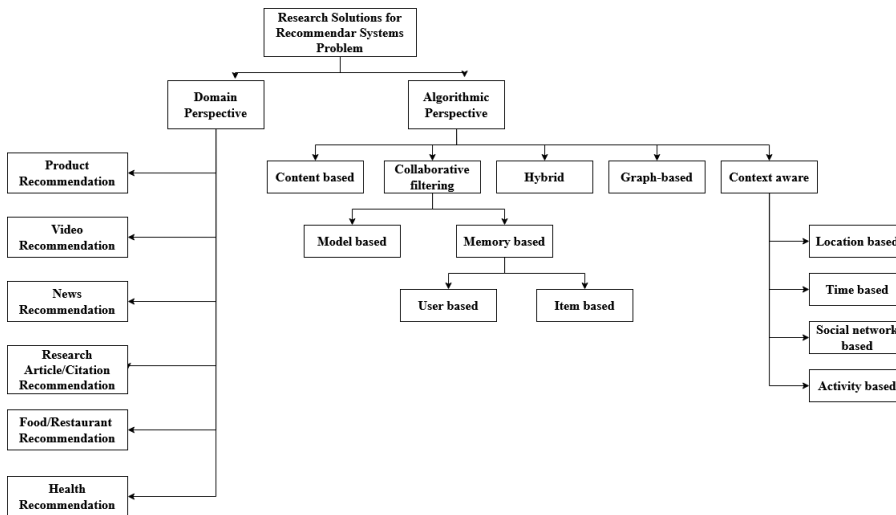 Research Solutions for
Recommendar Systems
Problem
Domain
Perspective
Algorithmic
Perspective
Product
Recommendation
Video
Recommendation
News
Recommendation
Research
Article/Citation
Recommendation
Food/Restaurant
Recommendation
Health
Recommendation
Content based
Collaborative
filtering
Hybrid
Graph-based
Context aware
Model based
Memory based
User based
Item based
Location based
Time based
Social network
based
Activity based